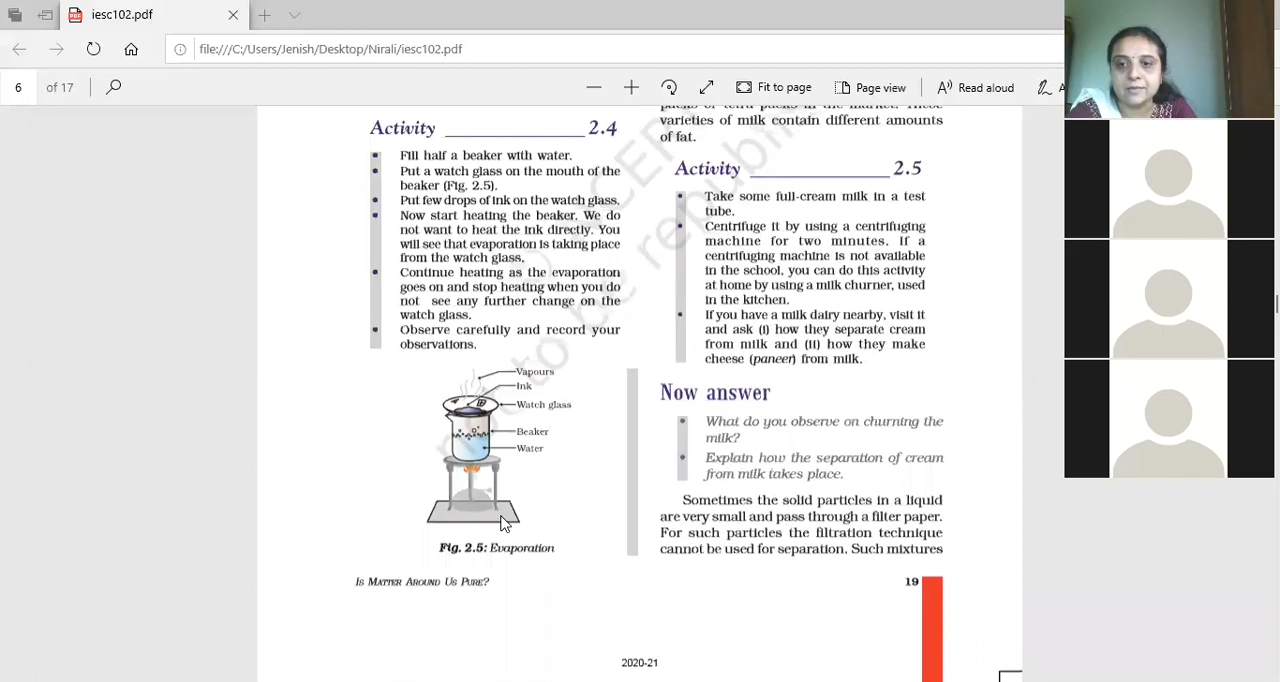 iesc102.pdf
file:///C:/Users/Jenish/Desktop/Nirali/iesc102.pdf
6 of 17
Fit to page
Page view
Read aloud
Activity 2.4
Fill half a beaker with water.
Put a watch glass on the mouth of the
beaker (Fig. 2.5).
Put few drops of ink on the watch glass.
Now start heating the beaker. We do
not want to heat the ink directly. You
will see that evaporation is taking place
from the watch glass.
Continue heating as the evaporation
goes on and stop heating when you do
not see any further change on the
watch glass.
Observe carefully and record your
observations.
Vapours
Ink
Watch glass
Beaker
Water
Fig. 2.5: Evaporation
packs or tetra packs in the market. These
varieties of milk contain different amounts
of fat.
Activity 2.5
Take some full-cream milk in a test
tube.
Centrifuge it by using a centrifuging
machine for two minutes. If a
centrifuging machine is not available
in the school, you can do this activity
at home by using a milk churner, used
in the kitchen.
If you have a milk dairy nearby, visit it
and ask (i) how they separate cream
from milk and (ii) how they make
cheese (paneer) from milk.
Now answer
What do you observe on churning the
milk?
Explain how the separation of cream
from milk takes place.
Sometimes the solid particles in a liquid
are very small and pass through a filter paper.
For such particles the filtration technique
cannot be used for separation. Such mixtures
IS MATTER AROUND US PURE?
19
2020-21